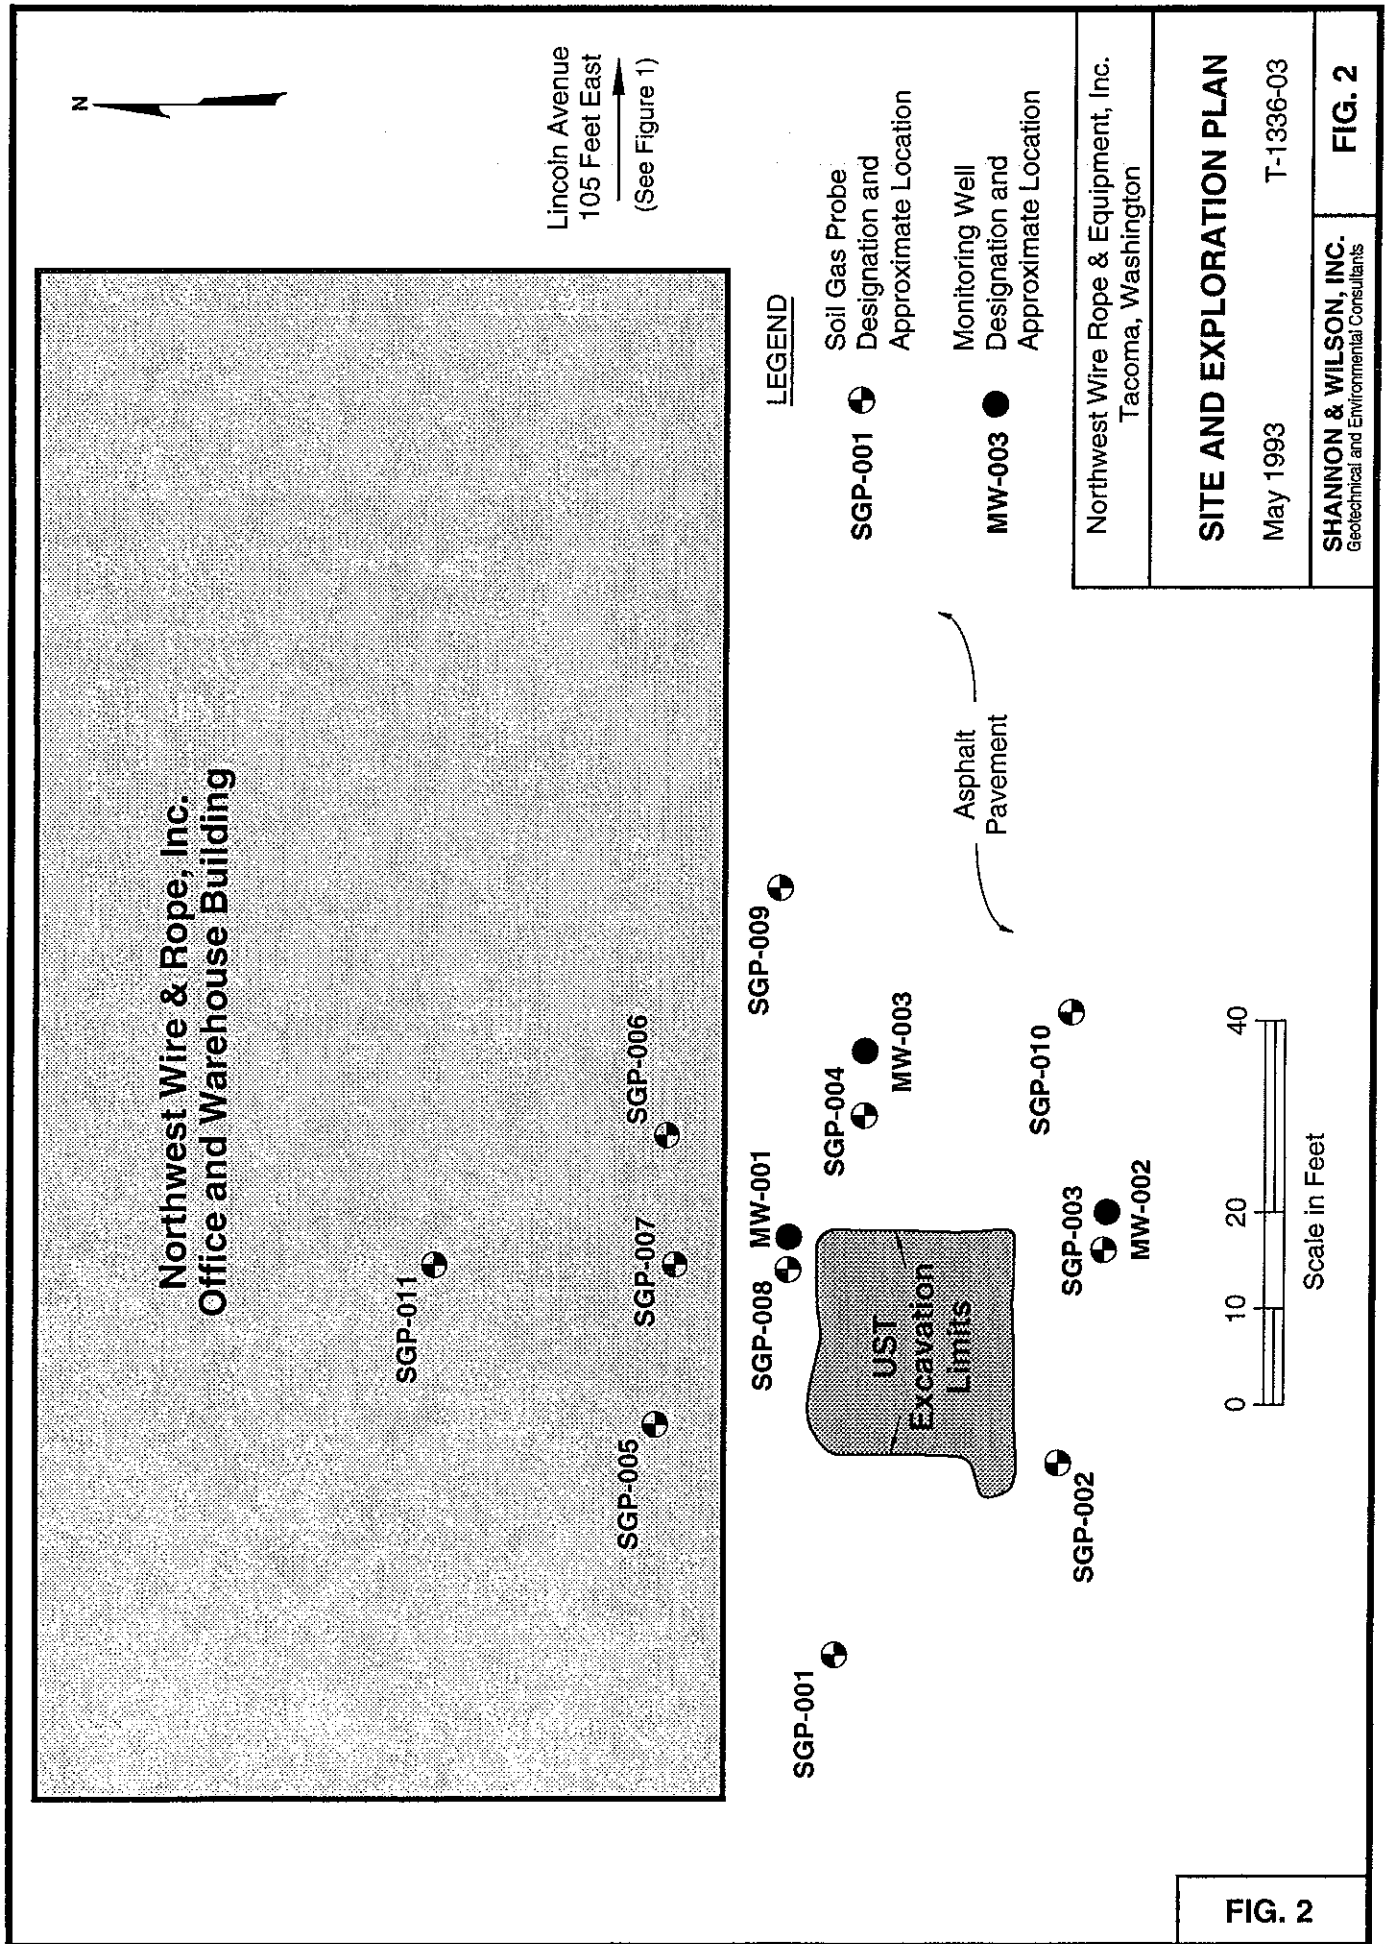 N
Lincoln Avenue
105 Feet East
(See Figure 1)
Northwest Wire & Rope, Inc.
Office and Warehouse Building
SGP-011
SGP-005
SGP-007
SGP-006
SGP-001
SGP-008
MW-001
SGP-009
SGP-004
MW-003
UST
Excavation
Limits
SGP-002
SGP-003
MW-002
SGP-010
Asphalt
Pavement
0
10
20
40
Scale in Feet
LEGEND
SGP-001
Soil Gas Probe
Designation and
Approximate Location
MW-003
Monitoring Well
Designation and
Approximate Location
Northwest Wire Rope & Equipment, Inc.
Tacoma, Washington
SITE AND EXPLORATION PLAN
May 1993
T-1336-03
SHANNON & WILSON, INC.
Geotechnical and Environmental Consultants
FIG. 2
FIG. 2